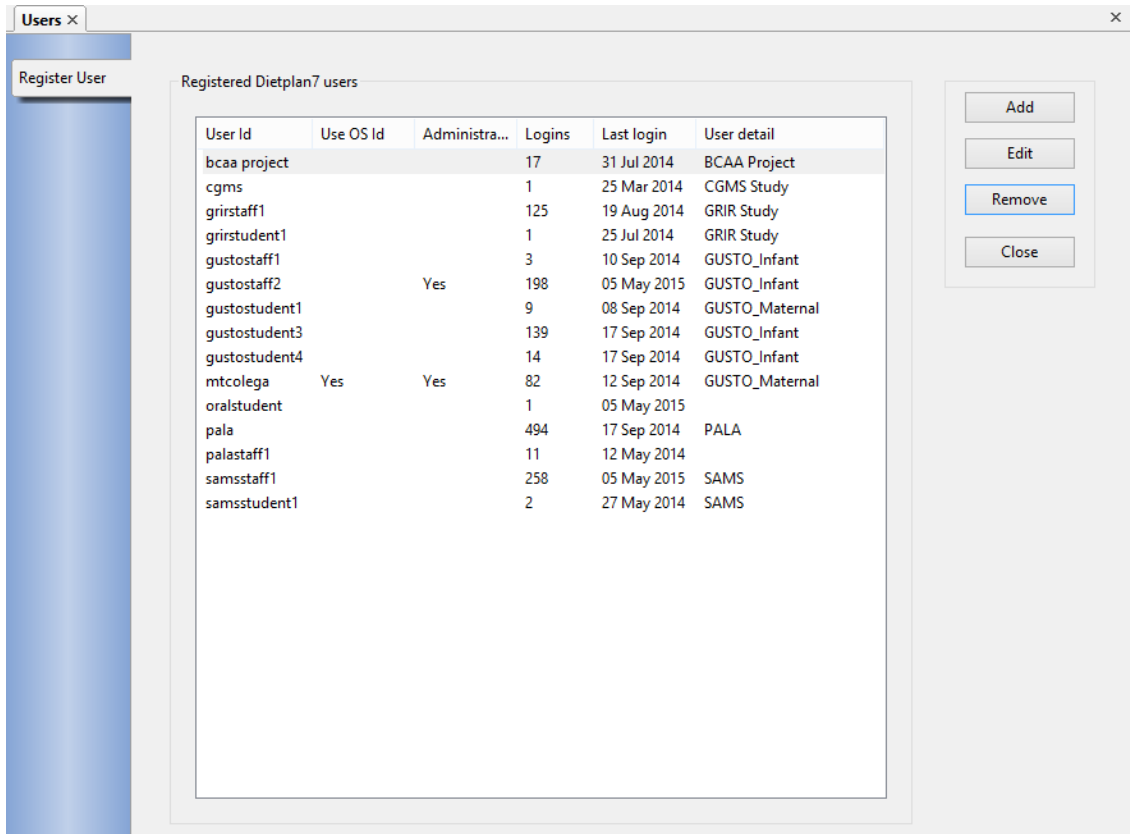 Users ×
Register User
Registered Dietplan7 users
User Id Use OS Id Administra... Logins Last login User detail
bcaa project 17 31 Jul 2014 BCAA Project
cgms 1 25 Mar 2014 CGMS Study
grirstaff1 125 19 Aug 2014 GRIR Study
grirstudent1 1 25 Jul 2014 GRIR Study
gustostaff1 3 10 Sep 2014 GUSTO_Infant
gustostaff2 Yes 198 05 May 2015 GUSTO_Infant
gustostudent1 9 08 Sep 2014 GUSTO_Maternal
gustostudent3 139 17 Sep 2014 GUSTO_Infant
gustostudent4 14 17 Sep 2014 GUSTO_Infant
mtcolega Yes Yes 82 12 Sep 2014 GUSTO_Maternal
oralstudent 1 05 May 2015
pala 494 17 Sep 2014 PALA
palastaff1 11 12 May 2014
samsstaff1 258 05 May 2015 SAMS
samsstudent1 2 27 May 2014 SAMS
Add
Edit
Remove
Close